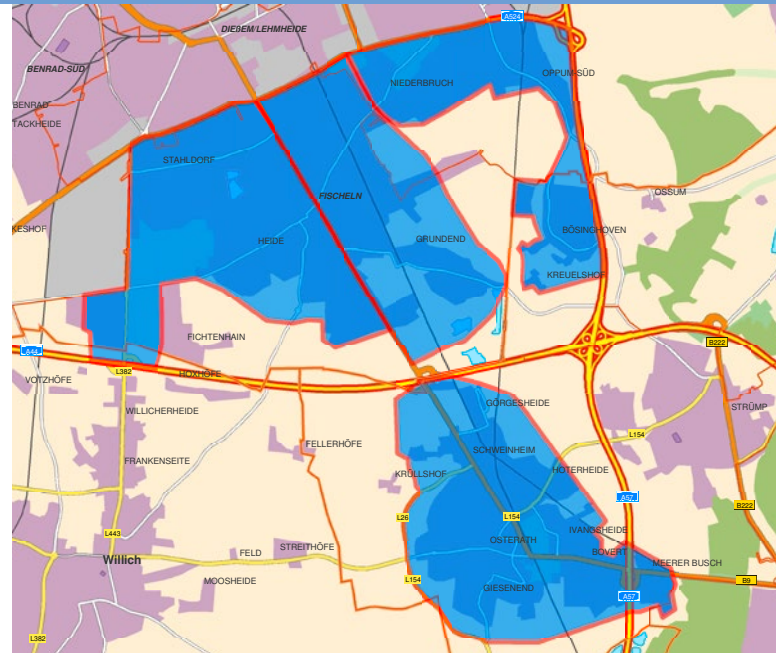 A524
DIEßEM/LEHMHEIDE
BENRAD-SÜD
NIEDERBRUCH
OPPUM-SÜD
BENRAD
TACKHEIDE
STAHLDORF
FISCHELN
OSSUM
KESHOF
HEIDE
GRUNDEND
BÖSINGHOVEN
KREUELSHOF
FICHTENHAIN
B222
A44
L382
HOXHÖFE
VOTZHÖFE
GÖRGESHEIDE
STRÜMP
WILLICHERHEIDE
L154
FELLERHÖFE
SCHWEINHEIM
FRANKENSEITE
KRÜLLSHOF
HOTERHEIDE
A57
B222
L26
L154
IVANGSHEIDE
L443
OSTERATH
STREITHÖFE
FELD
BOVERT
Willich
MEERER BUSCH
MOOSHEIDE
L154
B9
GIESENEND
A57
L382